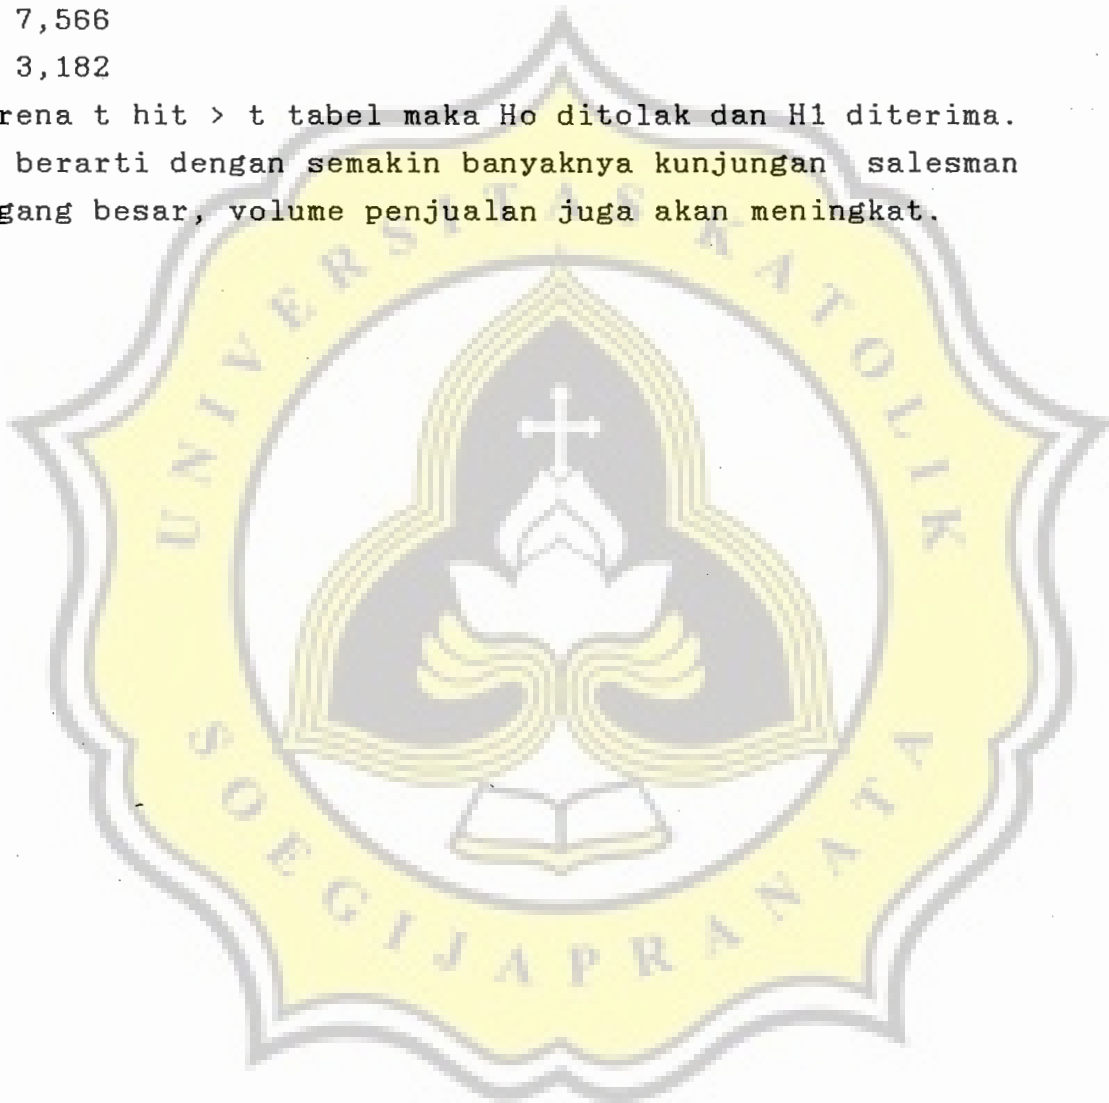 7,566
3,182
rena t hit > t tabel maka Ho ditolak dan H1 diterima.
berarti dengan semakin banyaknya kunjungan salesman
gang besar, volume penjualan juga akan meningkat.
UNIVERSITAS KATOLIK
SOEGIJAPRANATA